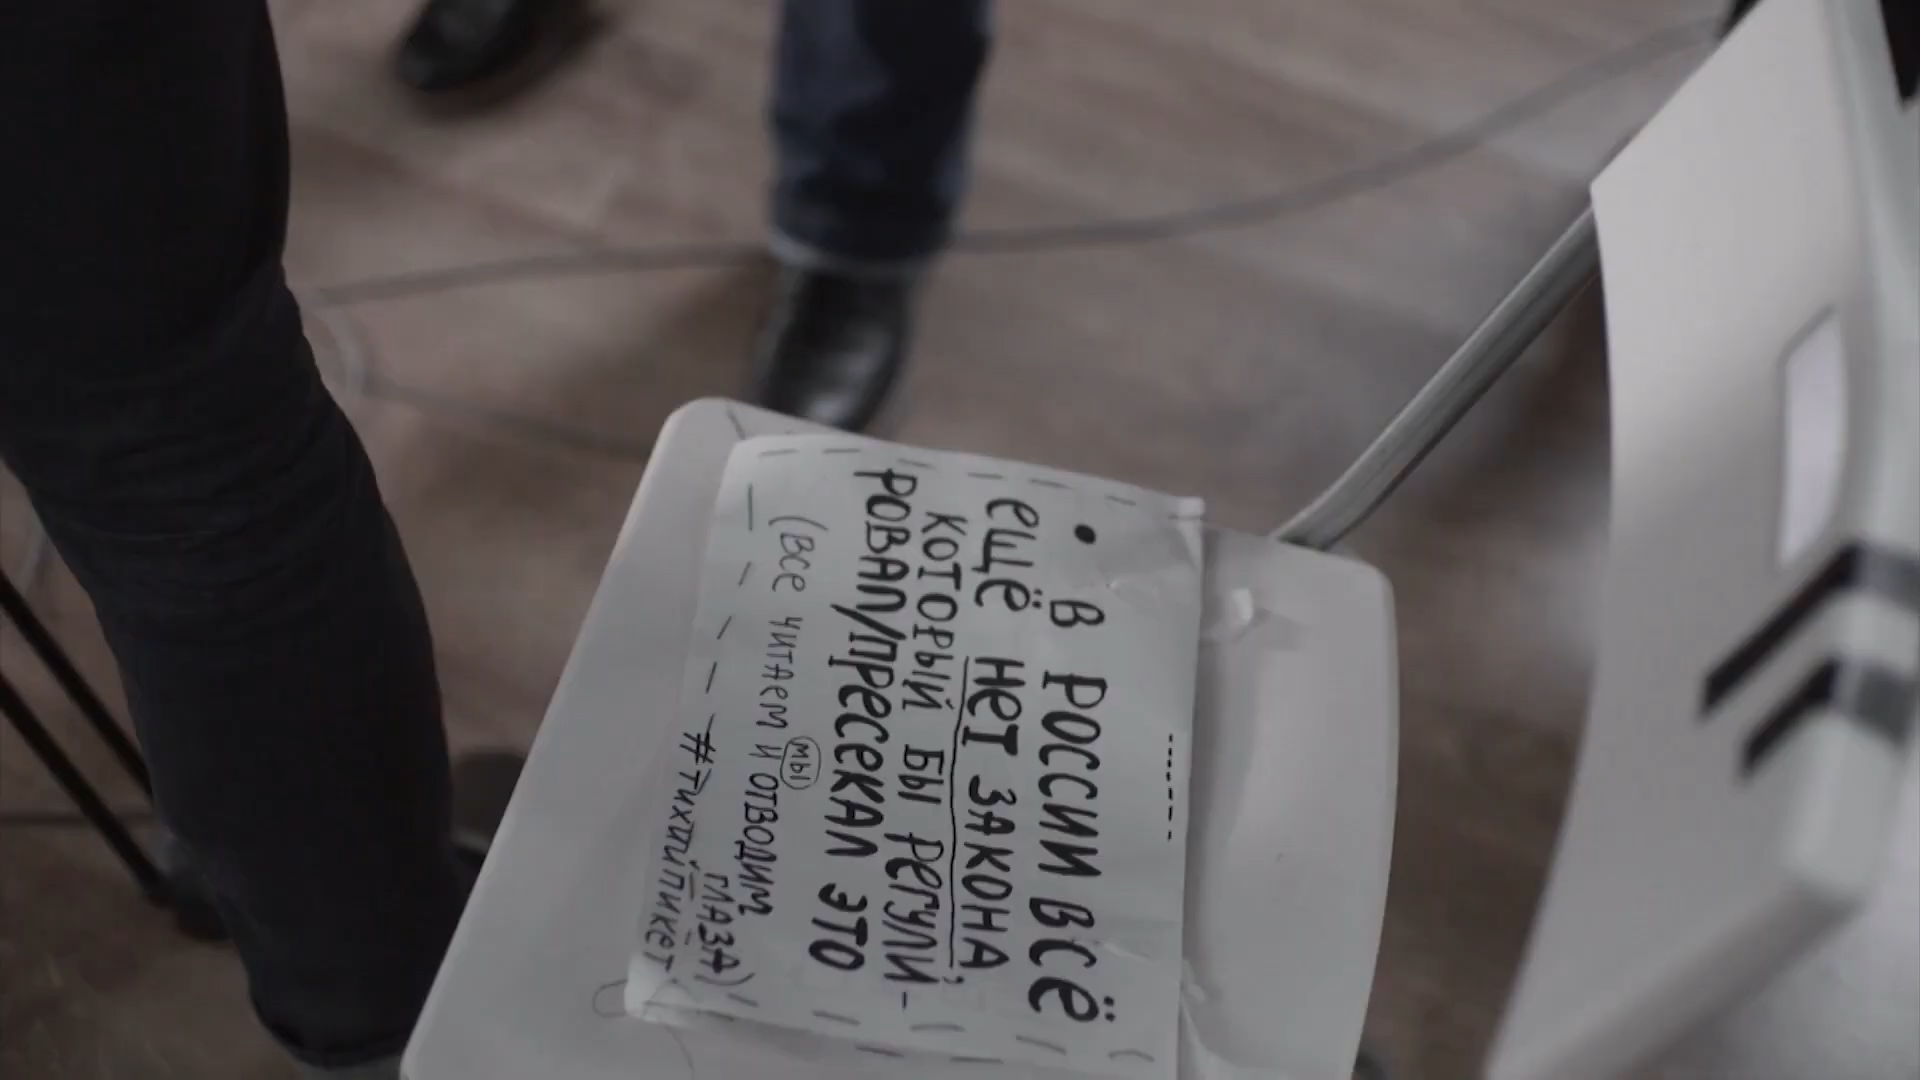 • В РОССИИ ВСЁ
ЕЩЁ НЕТ ЗАКОНА,
КОТОРЫЙ БЫ РЕГУЛИ-
РОВАЛ/ПРЕСЕКАЛ ЭТО
(ВСЕ ЧИТАЕМ И МЫ ОТВОДИМ
ГЛАЗА)
#тихийпикет